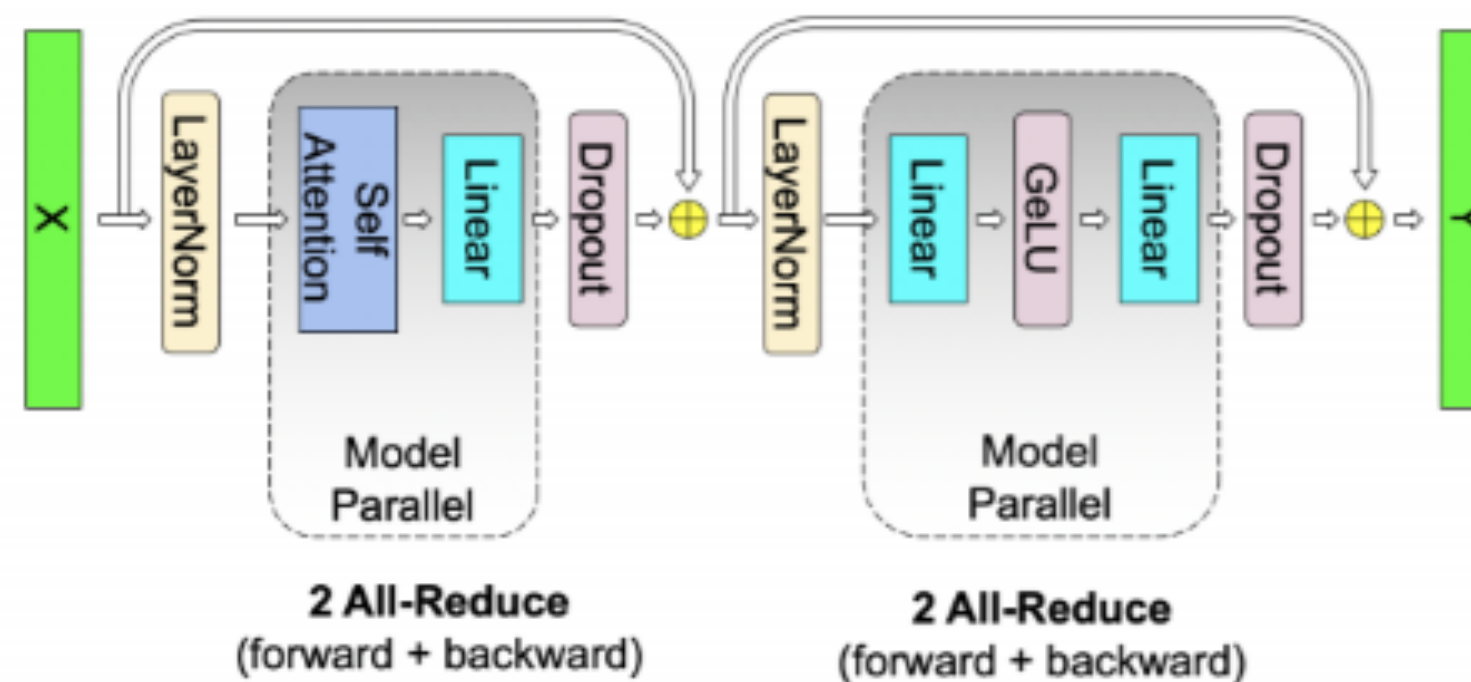 X
LayerNorm
Self
Attention
Linear
Dropout
LayerNorm
Linear
GeLU
Linear
Dropout
Model
Parallel
Model
Parallel
2 All-Reduce
(forward + backward)
2 All-Reduce
(forward + backward)